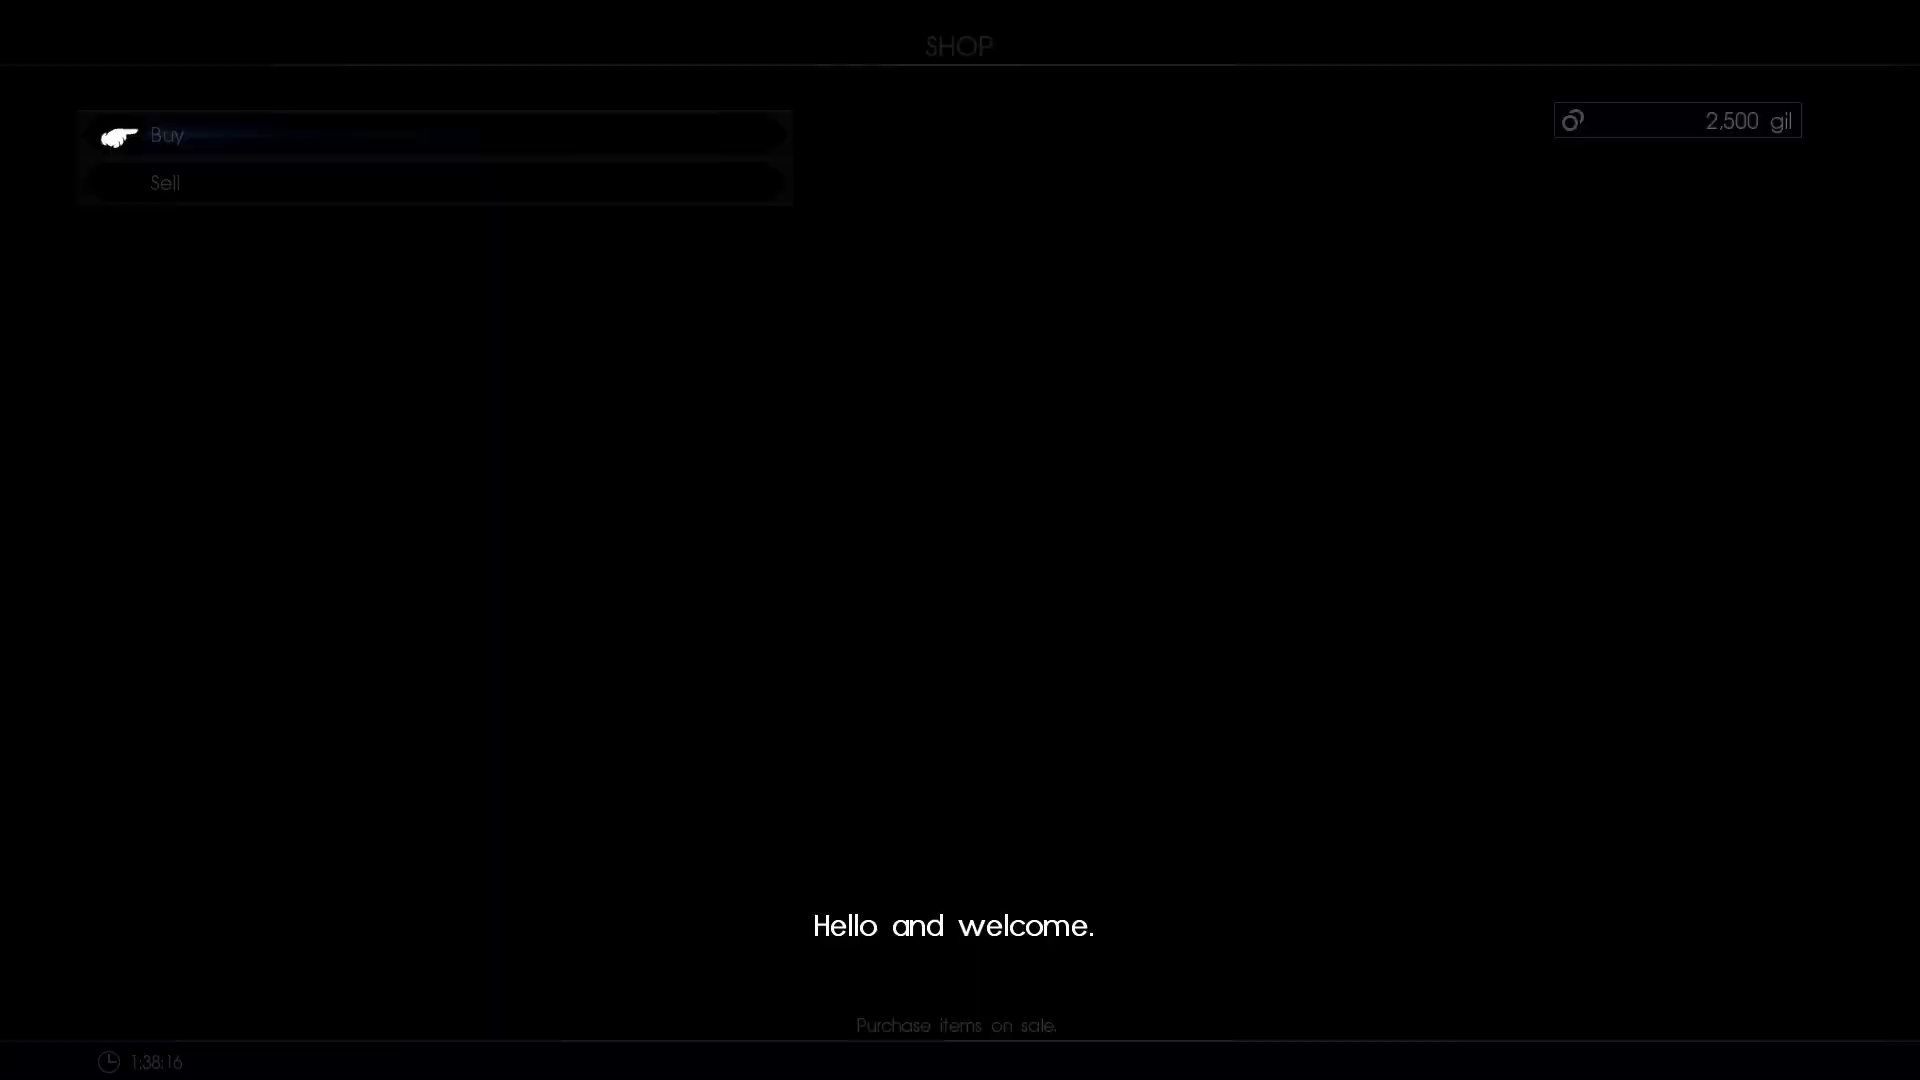 SHOP
Buy
2,500 gil
Sell
Hello and welcome.
Purchase items on sale.
1:38:16